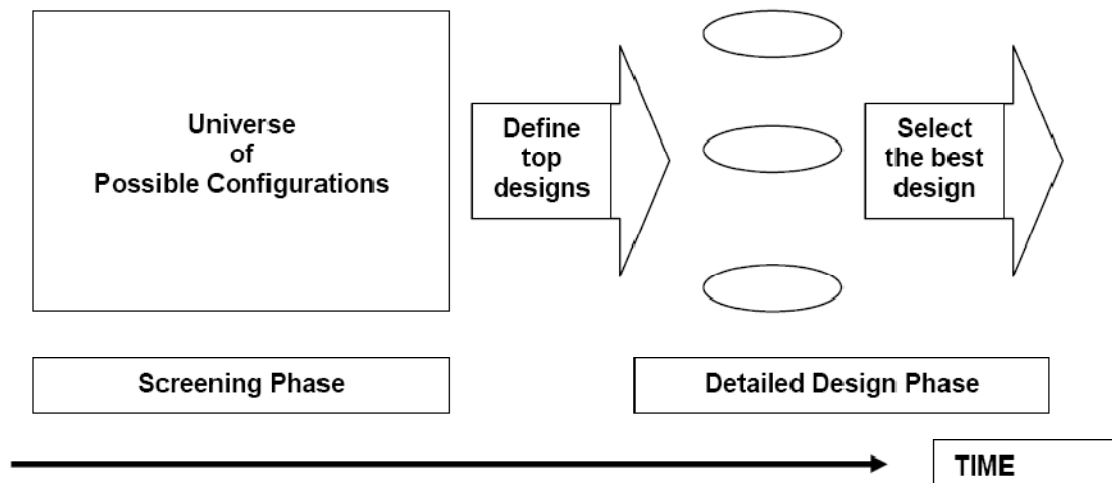 Universe
of
Possible Configurations
Define
top
designs
Select
the best
design
Screening Phase
Detailed Design Phase
TIME